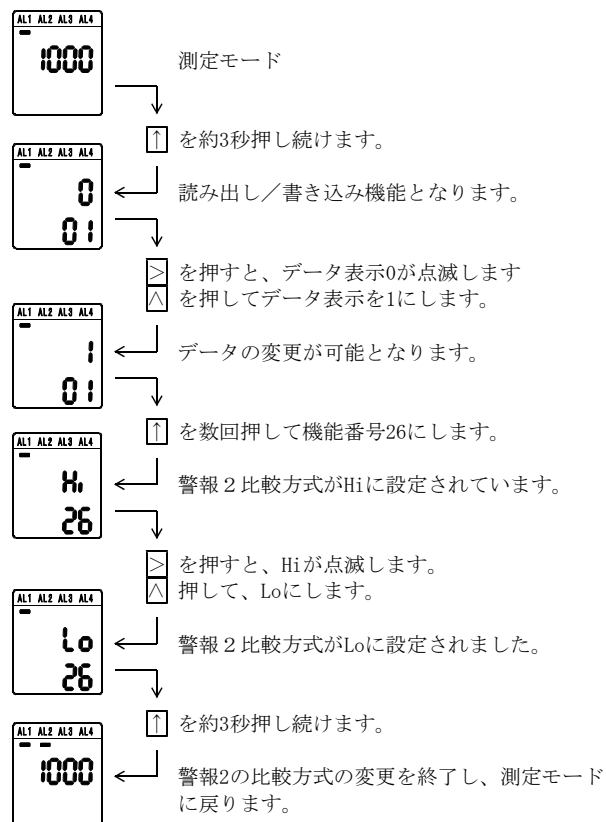 AL1 AL2 AL3 AL4
1000
測定モード
↑ を約3秒押し続けます。
AL1 AL2 AL3 AL4
0
読み出し／書き込み機能となります。
01
> を押すと、データ表示0が点滅します
∧ を押してデータ表示を1にします。
AL1 AL2 AL3 AL4
1
データの変更が可能となります。
01
↑ を数回押して機能番号26にします。
AL1 AL2 AL3 AL4
Hi
警報２比較方式がHiに設定されています。
26
> を押すと、Hiが点滅します。
∧ 押して、Loにします。
AL1 AL2 AL3 AL4
Lo
警報２比較方式がLoに設定されました。
26
↑ を約3秒押し続けます。
AL1 AL2 AL3 AL4
1000
警報2の比較方式の変更を終了し、測定モード
に戻ります。